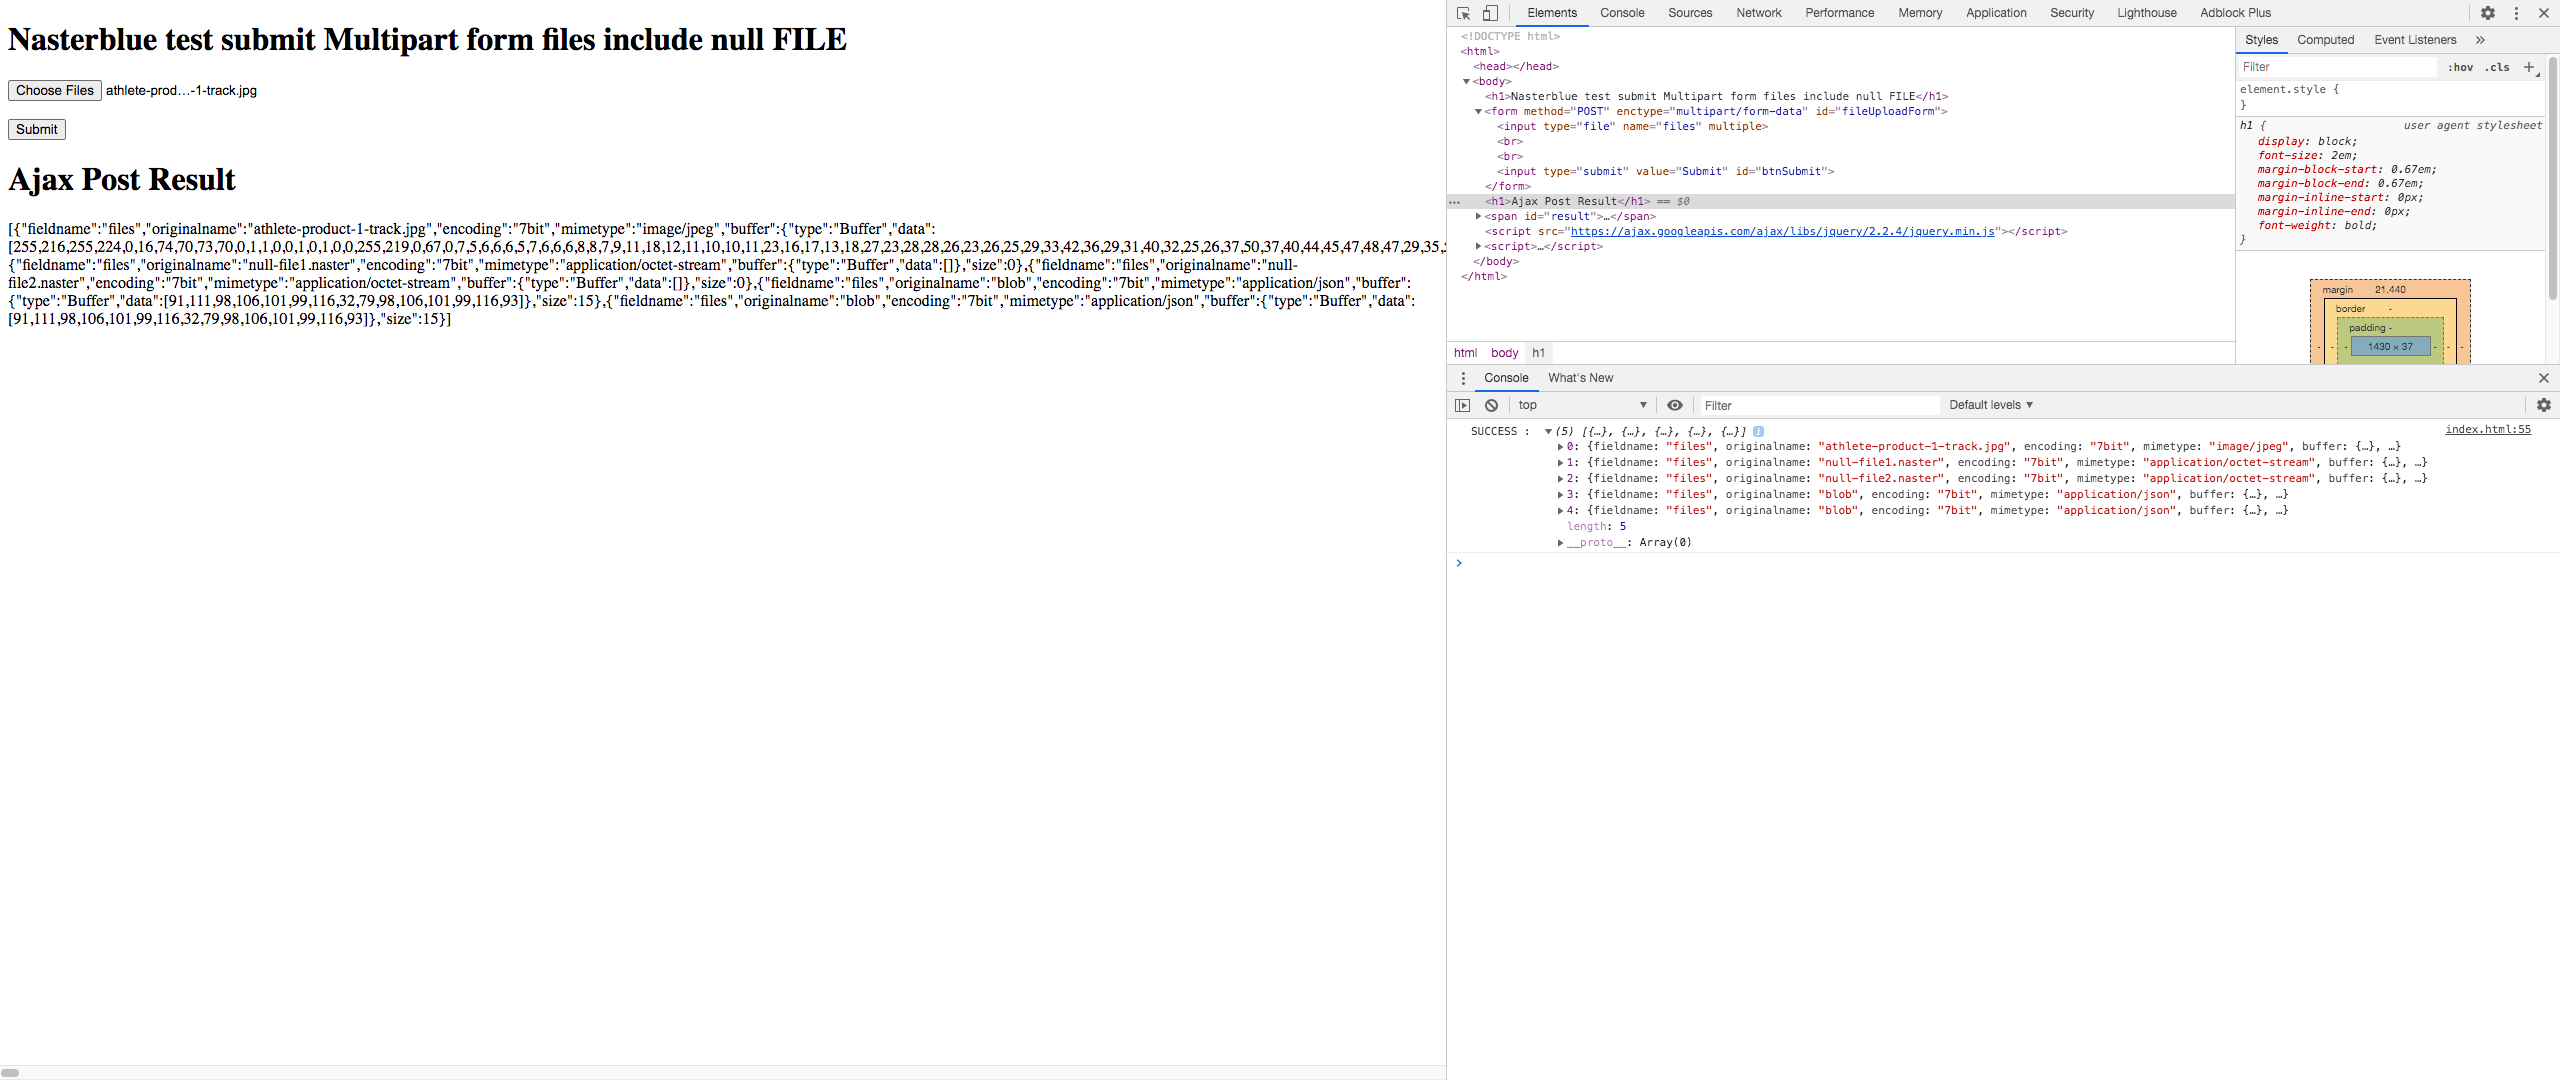 Nasterblue test submit Multipart form files include null FILE
Choose Files athlete-prod…-1-track.jpg
Submit
Ajax Post Result
[{"fieldname":"files","originalname":"athlete-product-1-track.jpg","encoding":"7bit","mimetype":"image/jpeg","buffer":{"type":"Buffer","data":
[255,216,255,224,0,16,74,70,73,70,0,1,1,0,0,1,0,1,0,0,255,219,0,67,0,7,5,6,6,6,5,7,6,6,6,8,8,7,9,11,18,12,11,10,10,11,23,16,17,13,18,27,23,28,28,26,23,26,25,29,33,42,36,29,31,40,32,25,26,37,50,37,40,44,45,47,48,47,29,35,
{"fieldname":"files","originalname":"null-file1.naster","encoding":"7bit","mimetype":"application/octet-stream","buffer":{"type":"Buffer","data":[]},"size":0},{"fieldname":"files","originalname":"null-
file2.naster","encoding":"7bit","mimetype":"application/octet-stream","buffer":{"type":"Buffer","data":[]},"size":0},{"fieldname":"files","originalname":"blob","encoding":"7bit","mimetype":"application/json","buffer":
{"type":"Buffer","data":[91,111,98,106,101,99,116,32,79,98,106,101,99,116,93]},"size":15},{"fieldname":"files","originalname":"blob","encoding":"7bit","mimetype":"application/json","buffer":{"type":"Buffer","data":
[91,111,98,106,101,99,116,32,79,98,106,101,99,116,93]},"size":15}]
Elements Console Sources Network Performance Memory Application Security Lighthouse Adblock Plus
<!DOCTYPE html>
<html>
<head></head>
<body>
<h1>Nasterblue test submit Multipart form files include null FILE</h1>
<form method="POST" enctype="multipart/form-data" id="fileUploadForm">
<input type="file" name="files" multiple>
<br>
<br>
<input type="submit" value="Submit" id="btnSubmit">
</form>
<h1>Ajax Post Result</h1> == $0
<span id="result">…</span>
<script src="https://ajax.googleapis.com/ajax/libs/jquery/2.2.4/jquery.min.js"></script>
<script>…</script>
</body>
</html>
html body h1
Styles Computed Event Listeners »
Filter :hov .cls +
element.style {
}
h1 { user agent stylesheet
display: block;
font-size: 2em;
margin-block-start: 0.67em;
margin-block-end: 0.67em;
margin-inline-start: 0px;
margin-inline-end: 0px;
font-weight: bold;
}
margin 21.440
border -
padding -
- - - 1430 × 37 - - -
Console What's New
top Filter Default levels
SUCCESS : (5) [{…}, {…}, {…}, {…}, {…}] index.html:55
0: {fieldname: "files", originalname: "athlete-product-1-track.jpg", encoding: "7bit", mimetype: "image/jpeg", buffer: {…}, …}
1: {fieldname: "files", originalname: "null-file1.naster", encoding: "7bit", mimetype: "application/octet-stream", buffer: {…}, …}
2: {fieldname: "files", originalname: "null-file2.naster", encoding: "7bit", mimetype: "application/octet-stream", buffer: {…}, …}
3: {fieldname: "files", originalname: "blob", encoding: "7bit", mimetype: "application/json", buffer: {…}, …}
4: {fieldname: "files", originalname: "blob", encoding: "7bit", mimetype: "application/json", buffer: {…}, …}
length: 5
__proto__: Array(0)